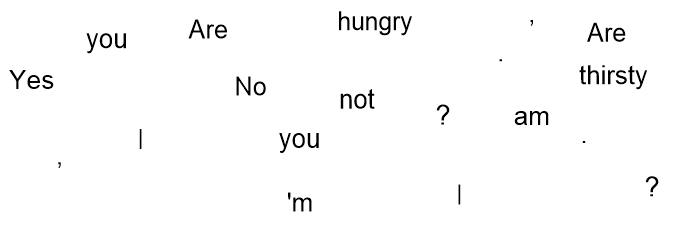 you Are hungry , Are
Yes No not . thirsty
, I you ? am .
'm I ?